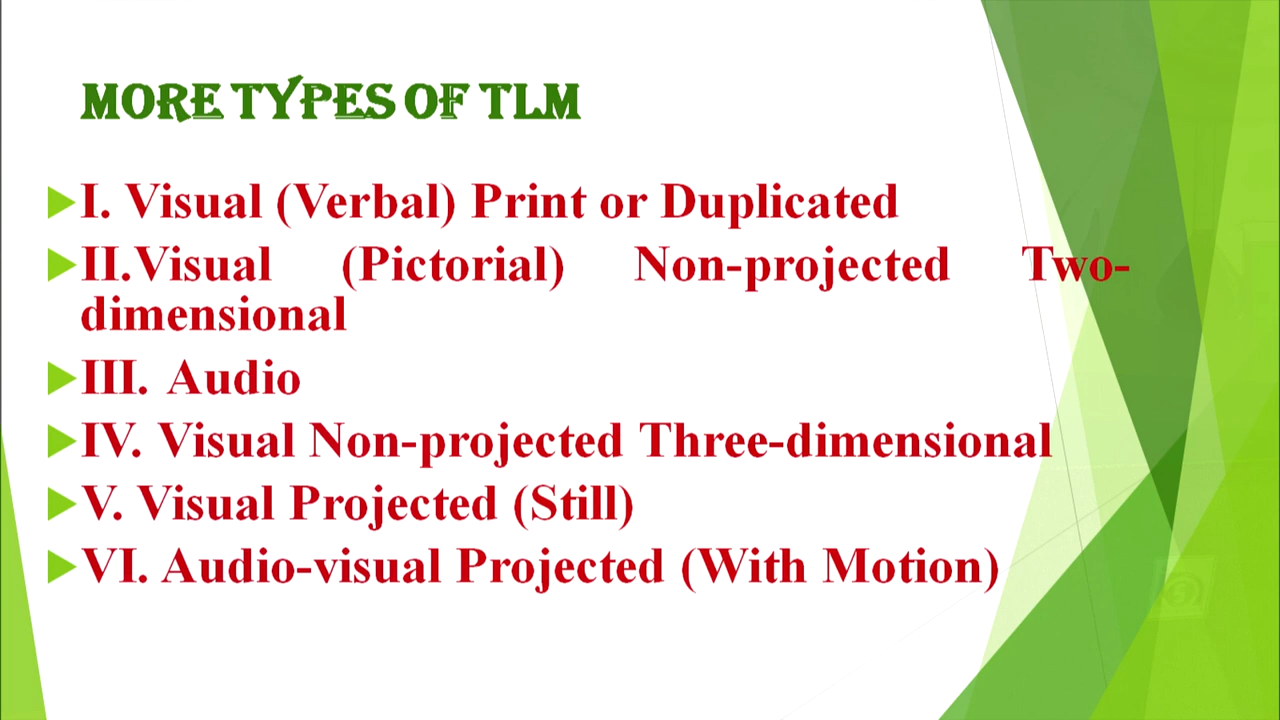 MORE TYPES OF TLM
I. Visual (Verbal) Print or Duplicated
II.Visual (Pictorial) Non-projected Two-
dimensional
III. Audio
IV. Visual Non-projected Three-dimensional
V. Visual Projected (Still)
VI. Audio-visual Projected (With Motion)